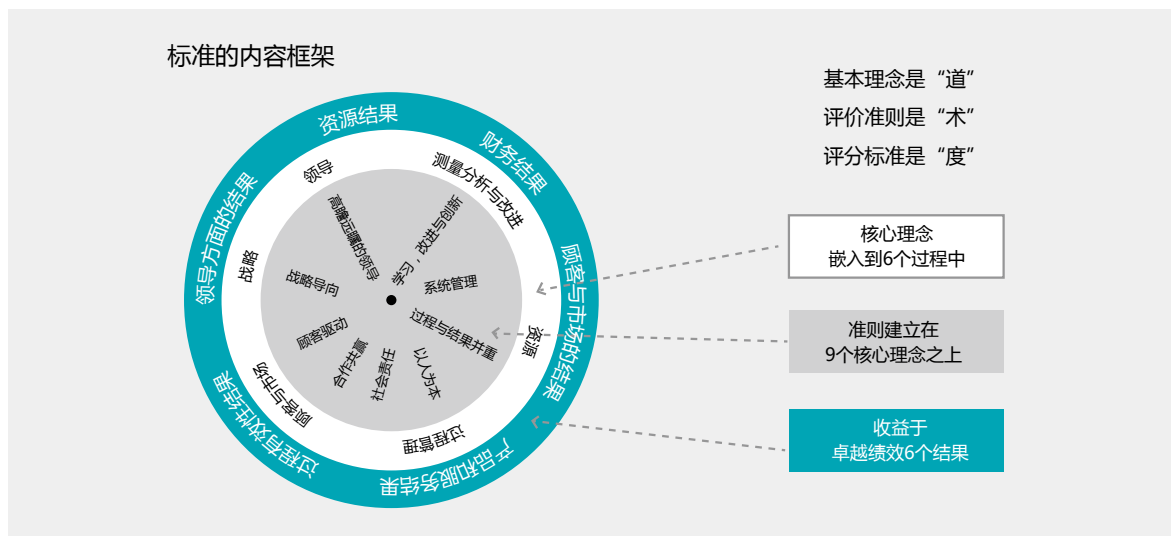 标准的内容框架
基本理念是“道”
评价准则是“术”
评分标准是“度”
资源结果
财务结果
顾客与市场的结果
产品和服务结果
过程有效性结果
领导方面的结果
领导
测量分析与改进
资源
过程管理
顾客与市场
战略
高瞻远瞩的领导
学习，改进与创新
系统管理
过程与结果并重
以人为本
社会责任
合作共赢
顾客驱动
战略导向
核心理念
嵌入到6个过程中
准则建立在
9个核心理念之上
收益于
卓越绩效6个结果